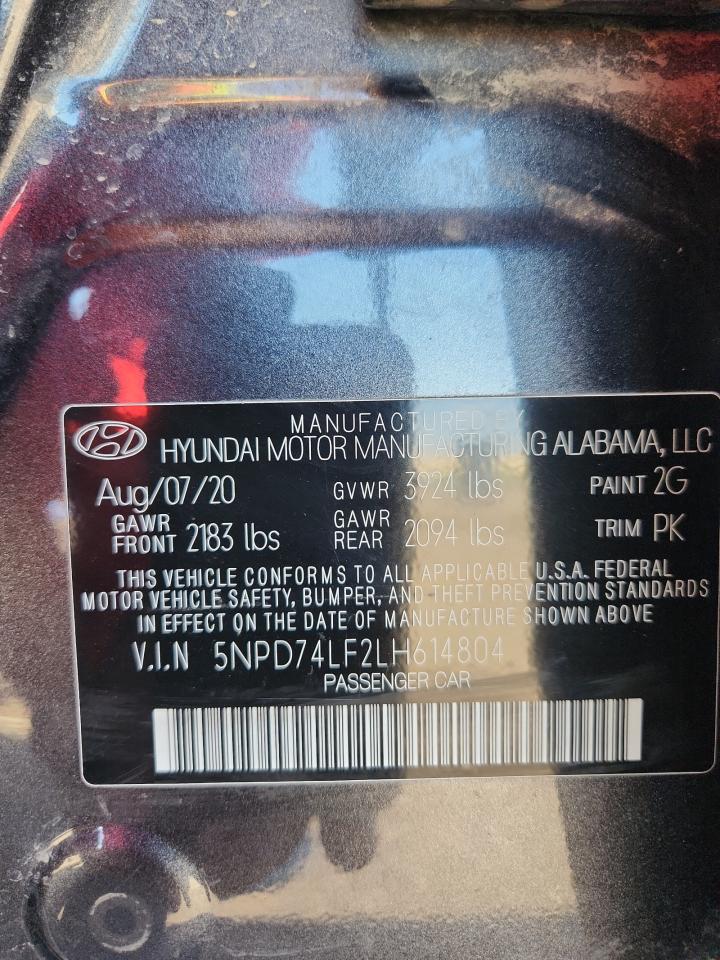 MANUFACTURED BY
HYUNDAI MOTOR MANUFACTURING ALABAMA, LLC
Aug/07/20 GVWR 3924 lbs PAINT 2G
GAWR FRONT 2183 lbs GAWR REAR 2094 lbs TRIM PK
THIS VEHICLE CONFORMS TO ALL APPLICABLE U.S.A. FEDERAL
MOTOR VEHICLE SAFETY, BUMPER, AND THEFT PREVENTION STANDARDS
IN EFFECT ON THE DATE OF MANUFACTURE SHOWN ABOVE
V.I.N 5NPD74LF2LH614804
PASSENGER CAR